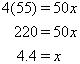 4(55) = 50x
220 = 50x
4.4 = x